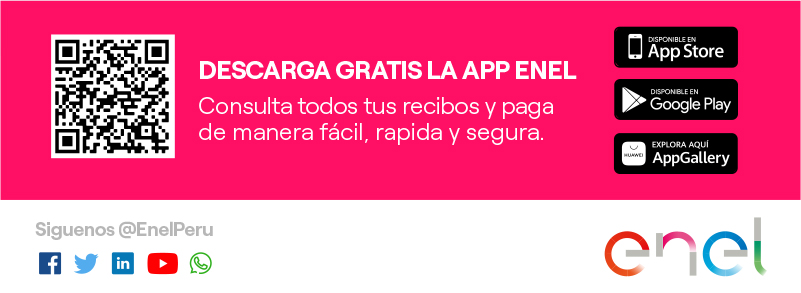 DESCARGA GRATIS LA APP ENEL
Consulta todos tus recibos y paga
de manera fácil, rapida y segura.
DISPONIBLE EN
App Store
DISPONIBLE EN
Google Play
HUAWEI
EXPLORA AQUÍ
AppGallery
Siguenos @EnelPeru
in
enel